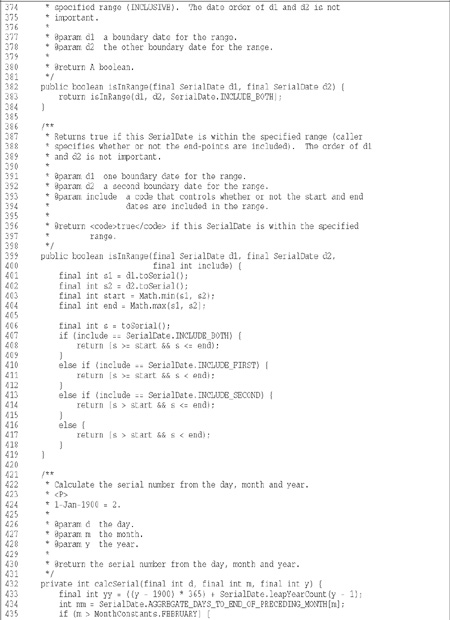 374 * specified range (INCLUSIVE).  The date order of d1 and d2 is not
375 * important.
376 *
377 * @param d1  a boundary date for the range.
378 * @param d2  the other boundary date for the range.
379 *
380 * @return A boolean.
381 */
382 public boolean isInRange(final SerialDate d1, final SerialDate d2) {
383 return isInRange(d1, d2, SerialDate.INCLUDE_BOTH);
384 }
385
386 /**
387 * Returns true if this SerialDate is within the specified range (caller
388 * specifies whether or not the end-points are included).  The order of d1
389 * and d2 is not important.
390 *
391 * @param d1  one boundary date for the range.
392 * @param d2  a second boundary date for the range.
393 * @param include  a code that controls whether or not the start and end
394 * dates are included in the range.
395 *
396 * @return <code>true</code> if this SerialDate is within the specified
397 * range.
398 */
399 public boolean isInRange(final SerialDate d1, final SerialDate d2,
400 final int include) {
401 final int s1 = d1.toSerial();
402 final int s2 = d2.toSerial();
403 final int start = Math.min(s1, s2);
404 final int end = Math.max(s1, s2);
405
406 final int s = toSerial();
407 if (include == SerialDate.INCLUDE_BOTH) {
408 return (s >= start && s <= end);
409 }
410 else if (include == SerialDate.INCLUDE_FIRST) {
411 return (s >= start && s < end);
412 }
413 else if (include == SerialDate.INCLUDE_SECOND) {
414 return (s > start && s <= end);
415 }
416 else {
417 return (s > start && s < end);
418 }
419 }
420
421 /**
422 * Calculate the serial number from the day, month and year.
423 * <P>
424 * 1-Jan-1900 = 2.
425 *
426 * @param d  the day.
427 * @param m  the month.
428 * @param y  the year.
429 *
430 * @return the serial number from the day, month and year.
431 */
432 private int calcSerial(final int d, final int m, final int y) {
433 final int yy = ((y - 1900) * 365) + SerialDate.leapYearCount(y - 1);
434 int mm = SerialDate.AGGREGATE_DAYS_TO_END_OF_PRECEDING_MONTH[m];
435 if (m > MonthConstants.FEBRUARY) {